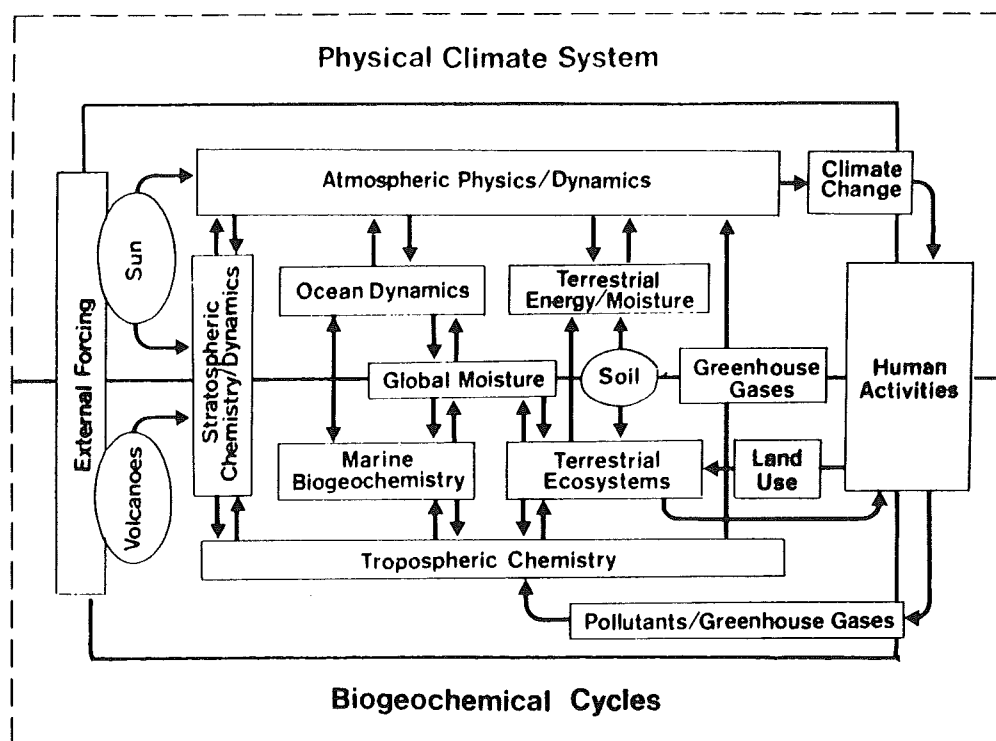 Physical Climate System
Atmospheric Physics/Dynamics
Climate
Change
External Forcing
Sun
Stratospheric
Chemistry/Dynamics
Ocean Dynamics
Terrestrial
Energy/Moisture
Global Moisture
Soil
Greenhouse
Gases
Human
Activities
Volcanoes
Marine
Biogeochemistry
Terrestrial
Ecosystems
Land
Use
Tropospheric Chemistry
Pollutants/Greenhouse Gases
Biogeochemical Cycles